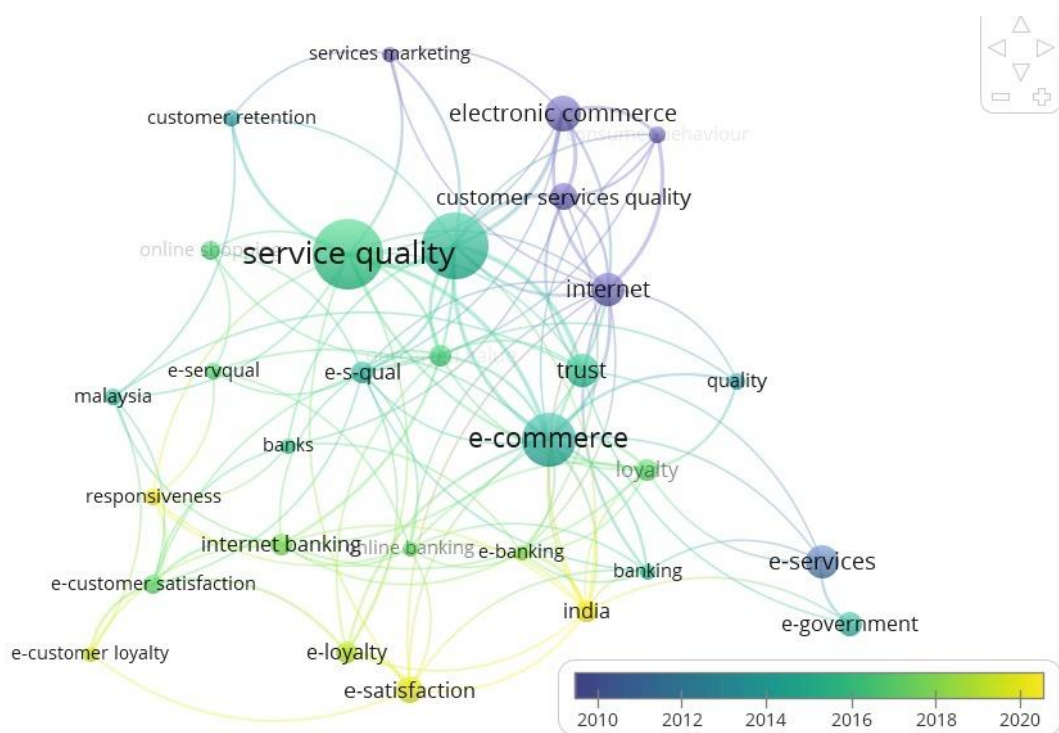 services marketing
electronic commerce
customer retention
customer services quality
online
service quality
internet
e-servqual
e-s-qual
trust
quality
malaysia
e-commerce
banks
loyalty
responsiveness
internet banking
online banking
e-banking
e-services
banking
e-customer satisfaction
india
e-government
e-customer loyalty
e-loyalty
e-satisfaction
2010 2012 2014 2016 2018 2020